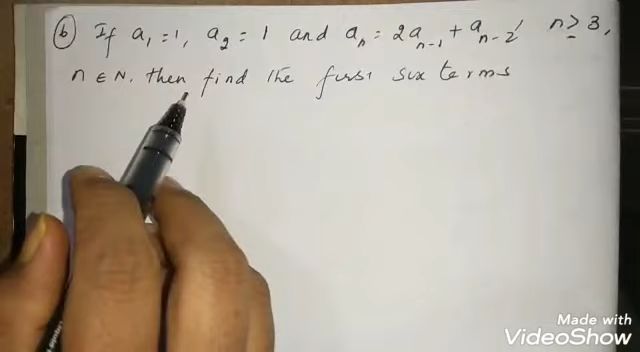 (b) If a₁ = 1, a₂ = 1 and aₙ = 2aₙ₋₁ + aₙ₋₂, n ≥ 3,
n ∈ N. then find the first six terms
Made with
VideoShow